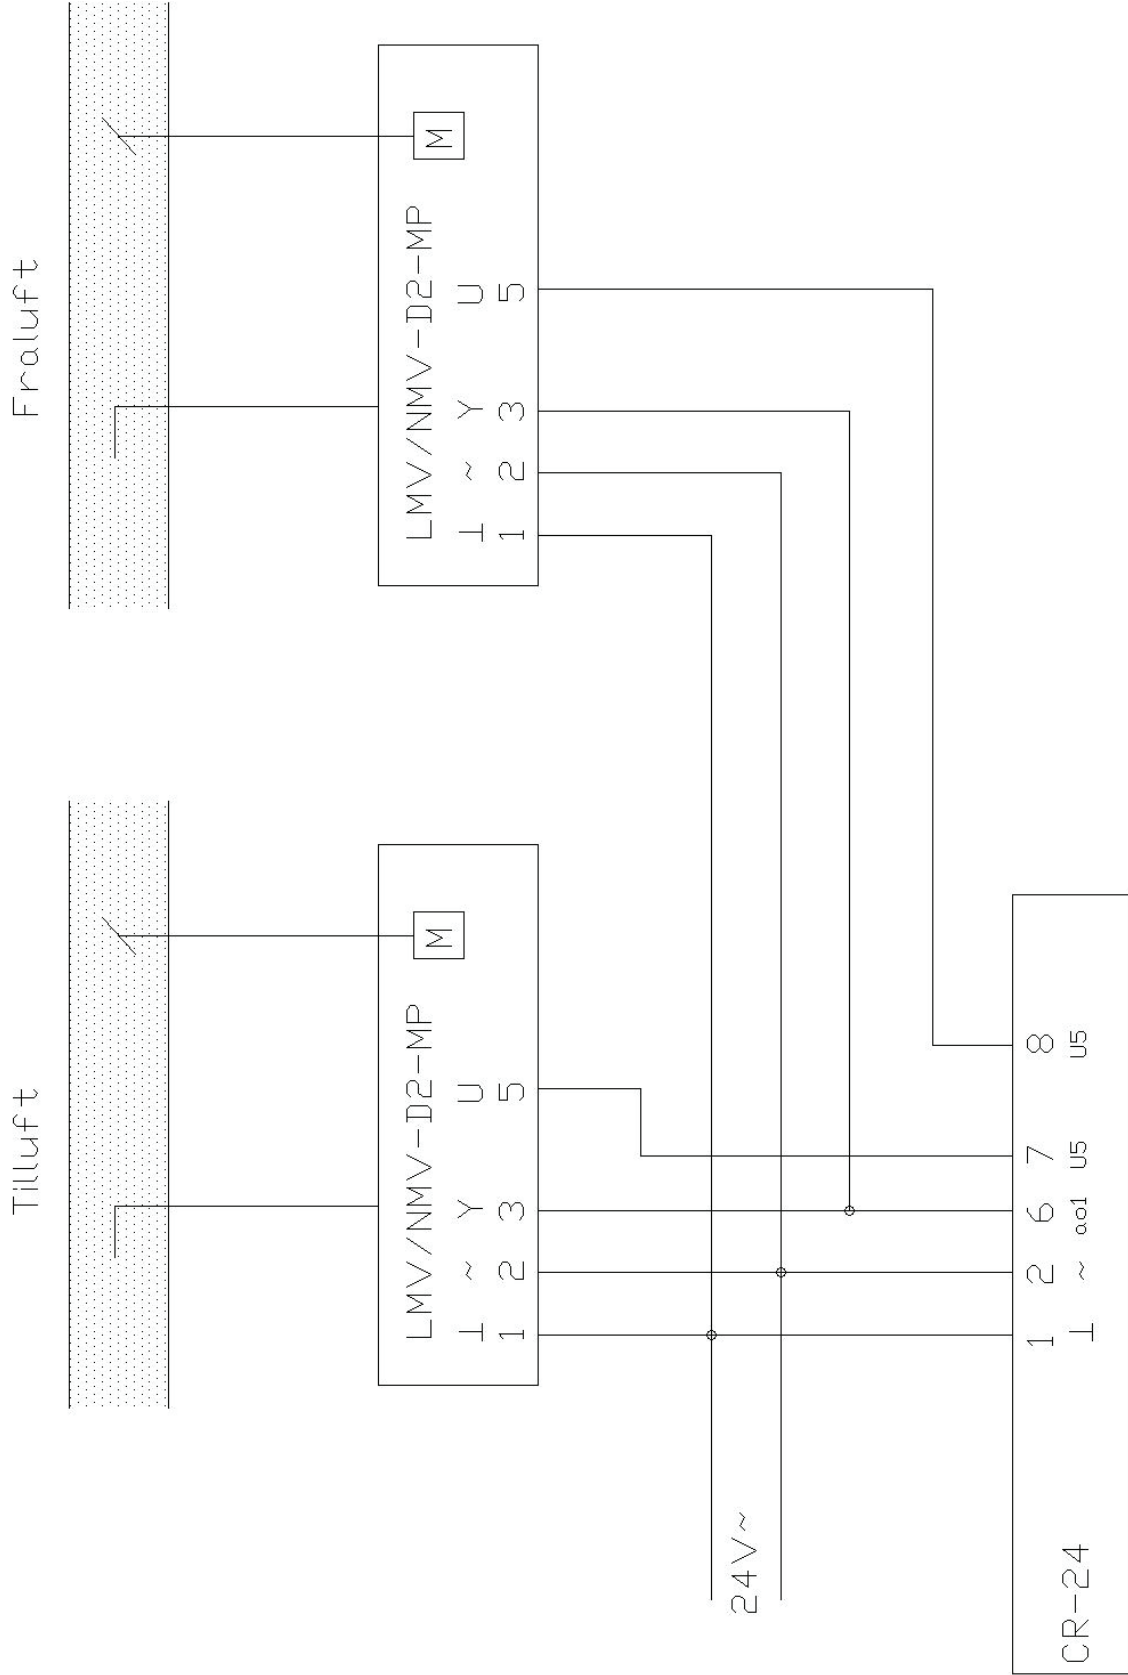 Tilluft
Fraluft
M
M
LMV/NMV-D2-MP
LMV/NMV-D2-MP
⊥ ~ Y U
⊥ ~ Y U
1 2 3 5
1 2 3 5
24V~
1 2 6 7 8
⊥ ~ ao1 U5 U5
CR-24